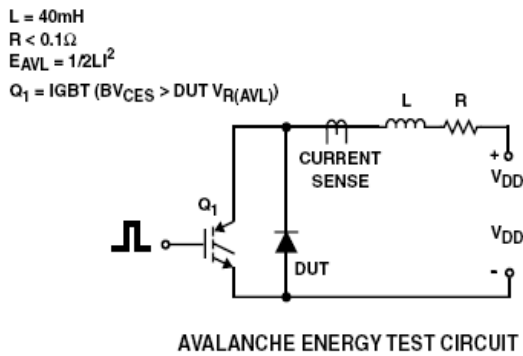 L = 40mH
R < 0.1Ω
EAVL = 1/2LI²
Q1 = IGBT (BVCES > DUT VR(AVL))
L R
CURRENT
SENSE
+
VDD
Q1
VDD
DUT
-
AVALANCHE ENERGY TEST CIRCUIT